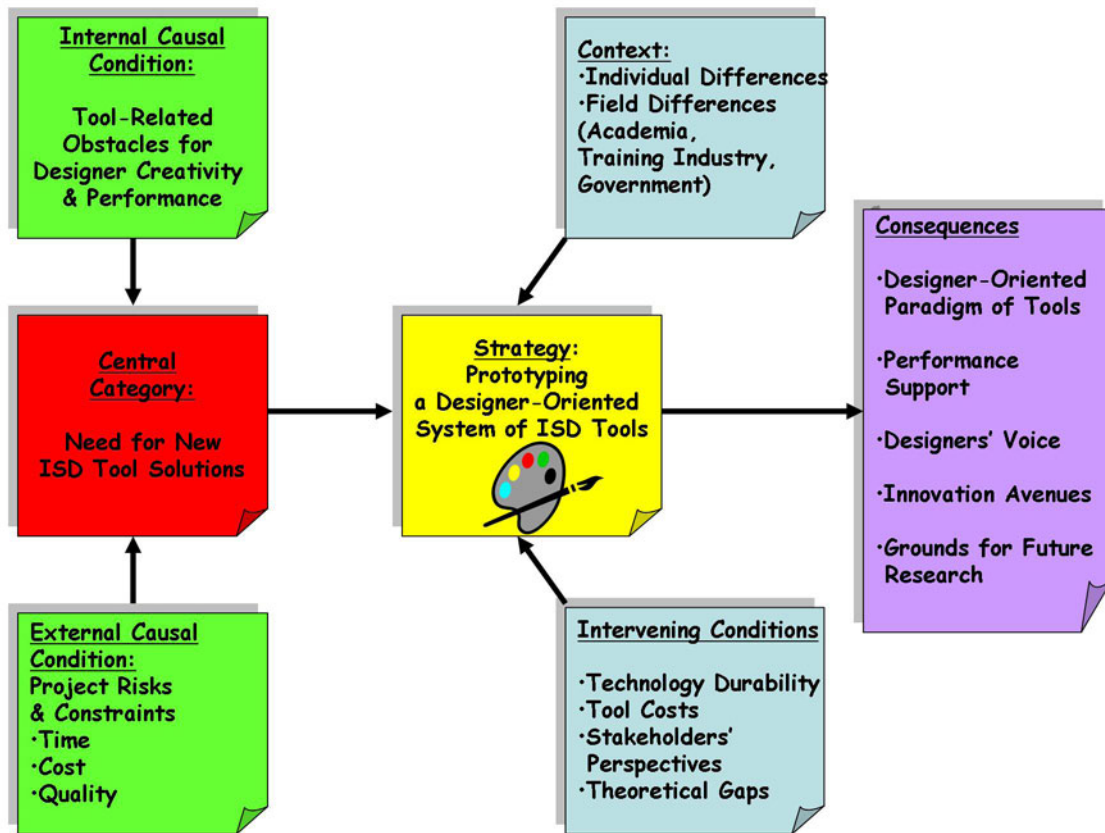 Internal Causal
Condition:
Tool-Related
Obstacles for
Designer Creativity
& Performance
Context:
·Individual Differences
·Field Differences
(Academia,
Training Industry,
Government)
Consequences
·Designer-Oriented
Paradigm of Tools
·Performance
Support
·Designers' Voice
·Innovation Avenues
·Grounds for Future
Research
Central
Category:
Need for New
ISD Tool Solutions
Strategy:
Prototyping
a Designer-Oriented
System of ISD Tools
External Causal
Condition:
Project Risks
& Constraints
·Time
·Cost
·Quality
Intervening Conditions
·Technology Durability
·Tool Costs
·Stakeholders'
Perspectives
·Theoretical Gaps